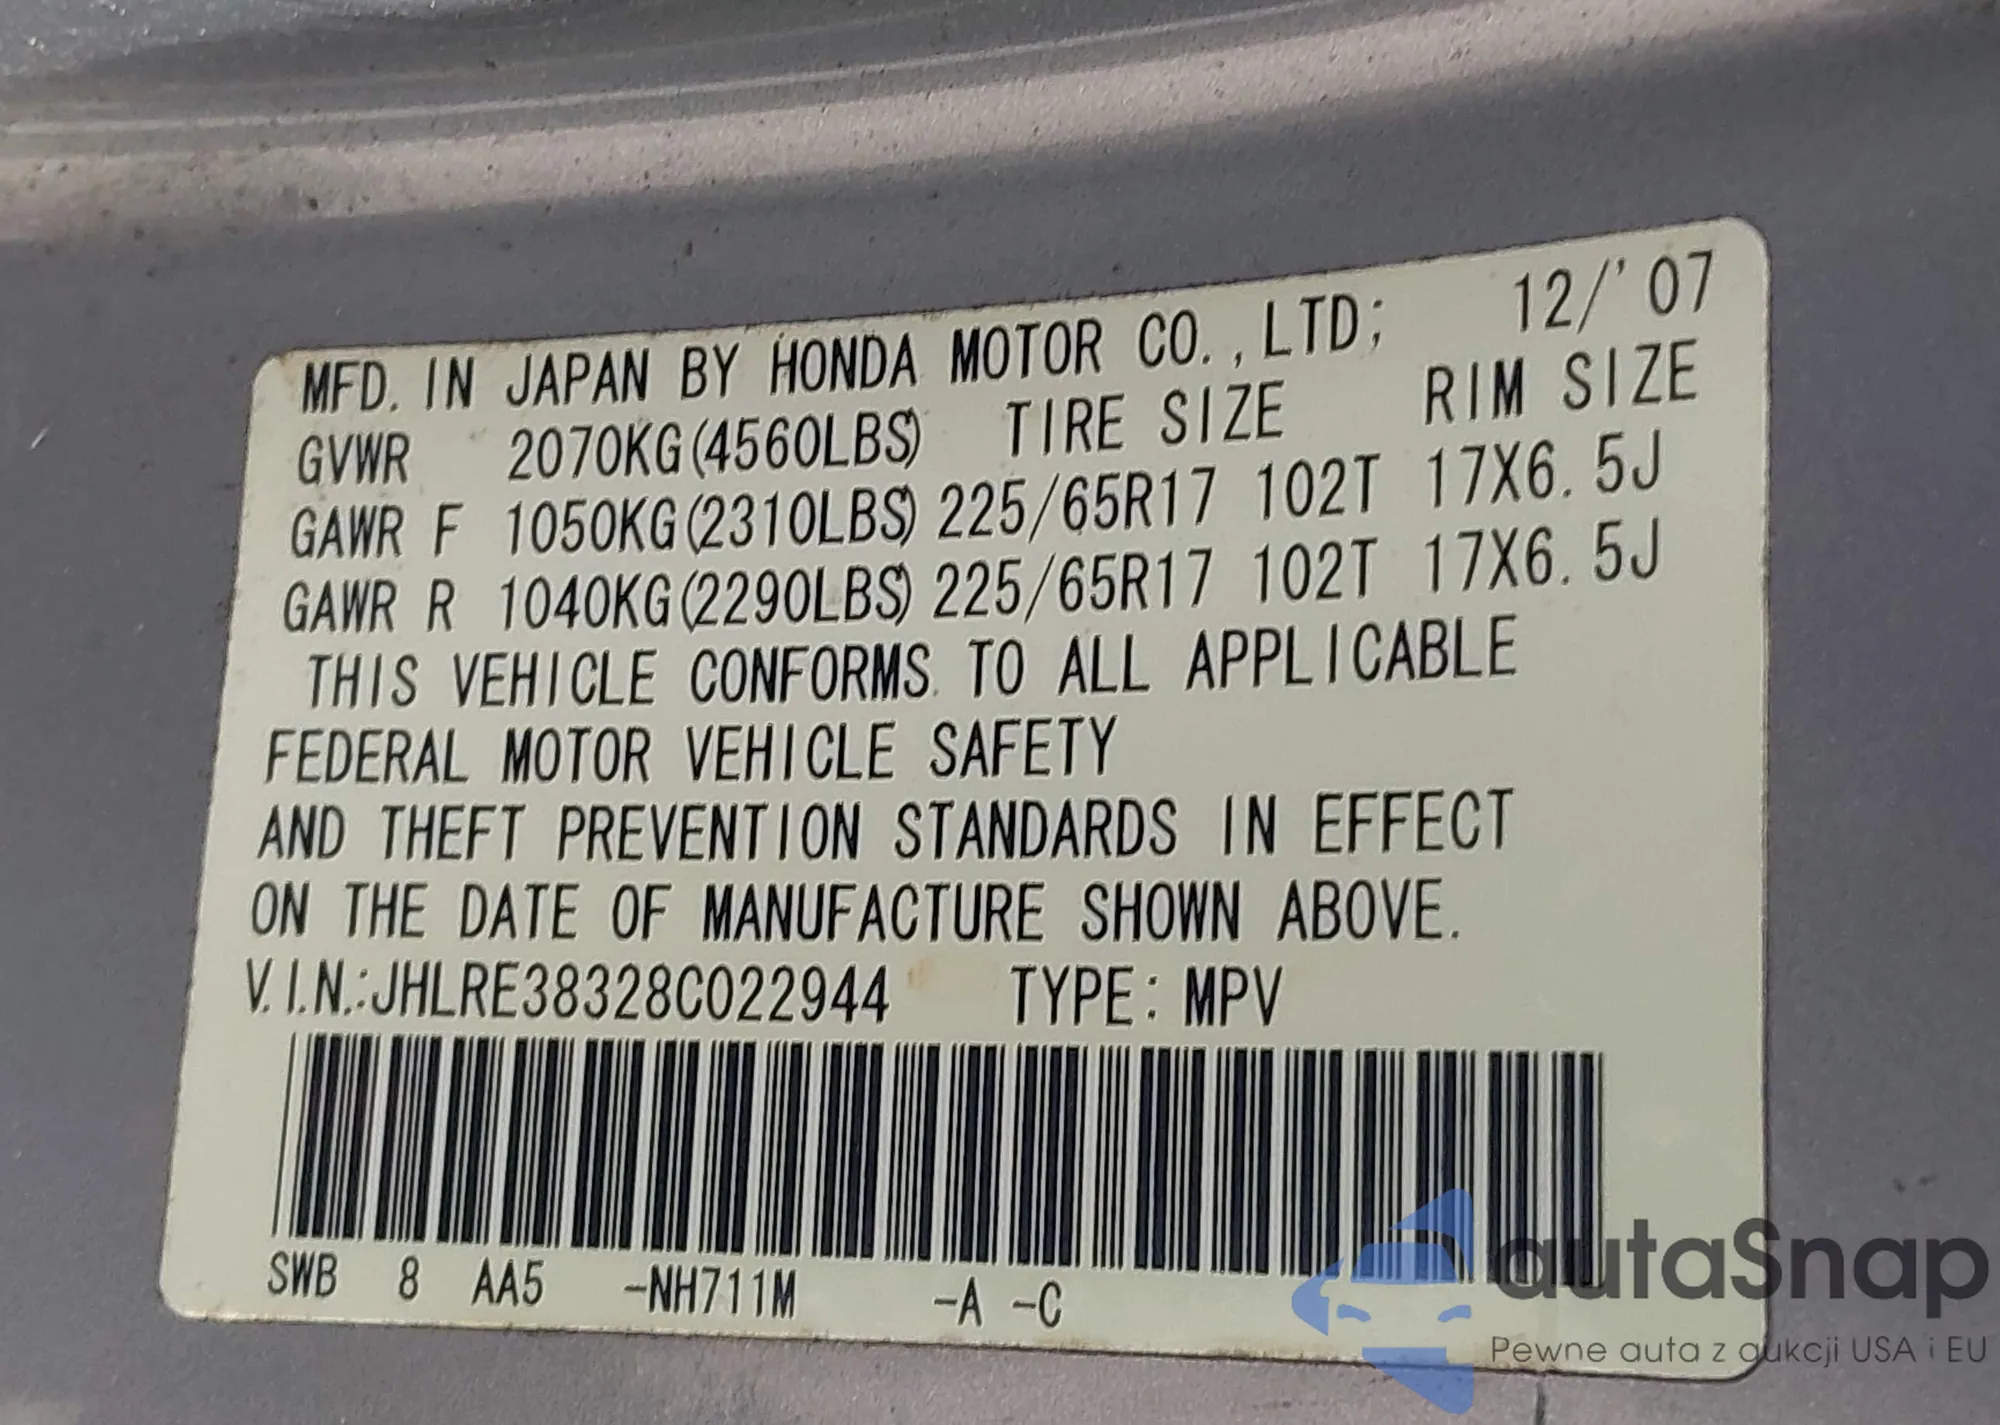 MFD. IN JAPAN BY HONDA MOTOR CO., LTD; 12/'07
GVWR 2070KG(4560LBS) TIRE SIZE RIM SIZE
GAWR F 1050KG(2310LBS) 225/65R17 102T 17X6.5J
GAWR R 1040KG(2290LBS) 225/65R17 102T 17X6.5J
THIS VEHICLE CONFORMS TO ALL APPLICABLE
FEDERAL MOTOR VEHICLE SAFETY
AND THEFT PREVENTION STANDARDS IN EFFECT
ON THE DATE OF MANUFACTURE SHOWN ABOVE.
V.I.N.:JHLRE38328C022944 TYPE: MPV
SWB 8 AA5 -NH711M -A -C
autaSnap
Pewne auta z aukcji USA i EU